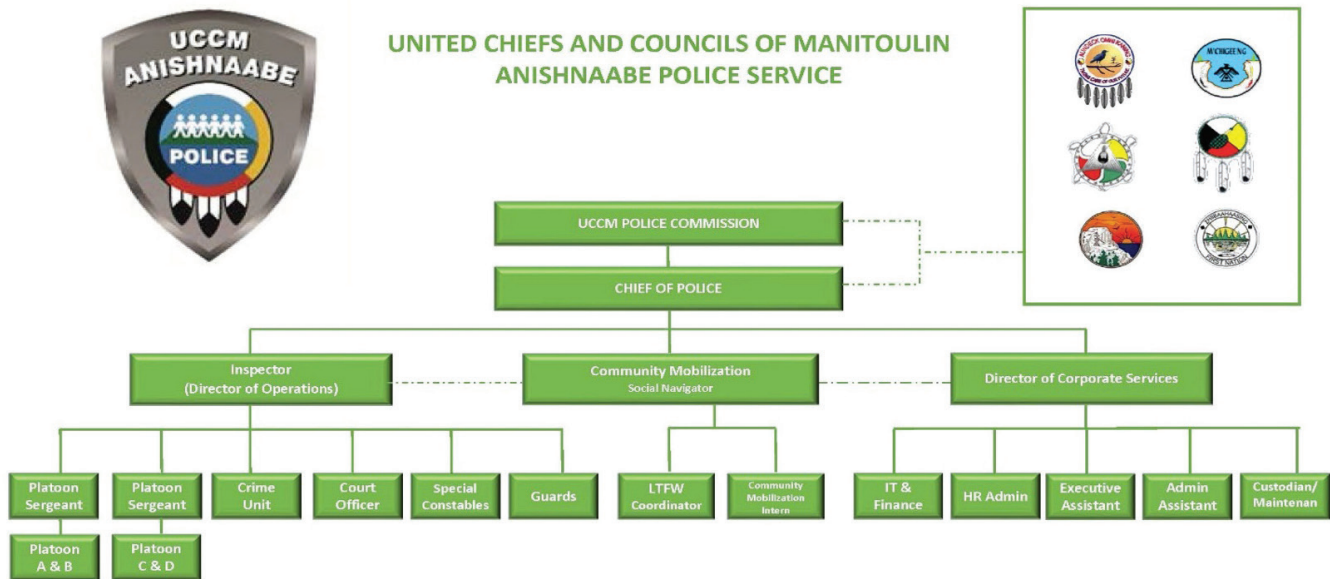 UCCM
ANISHNAABE
POLICE
UNITED CHIEFS AND COUNCILS OF MANITOULIN
ANISHNAABE POLICE SERVICE
M'CHIGEENG
FIRST NATION
UCCM POLICE COMMISSION
CHIEF OF POLICE
Inspector
(Director of Operations)
Community Mobilization
Social Navigator
Director of Corporate Services
Platoon
Sergeant
Platoon
Sergeant
Crime
Unit
Court
Officer
Special
Constables
Guards
LTFW
Coordinator
Community
Mobilization
Intern
IT &
Finance
HR Admin
Executive
Assistant
Admin
Assistant
Custodian/
Maintenan
Platoon
A & B
Platoon
C & D